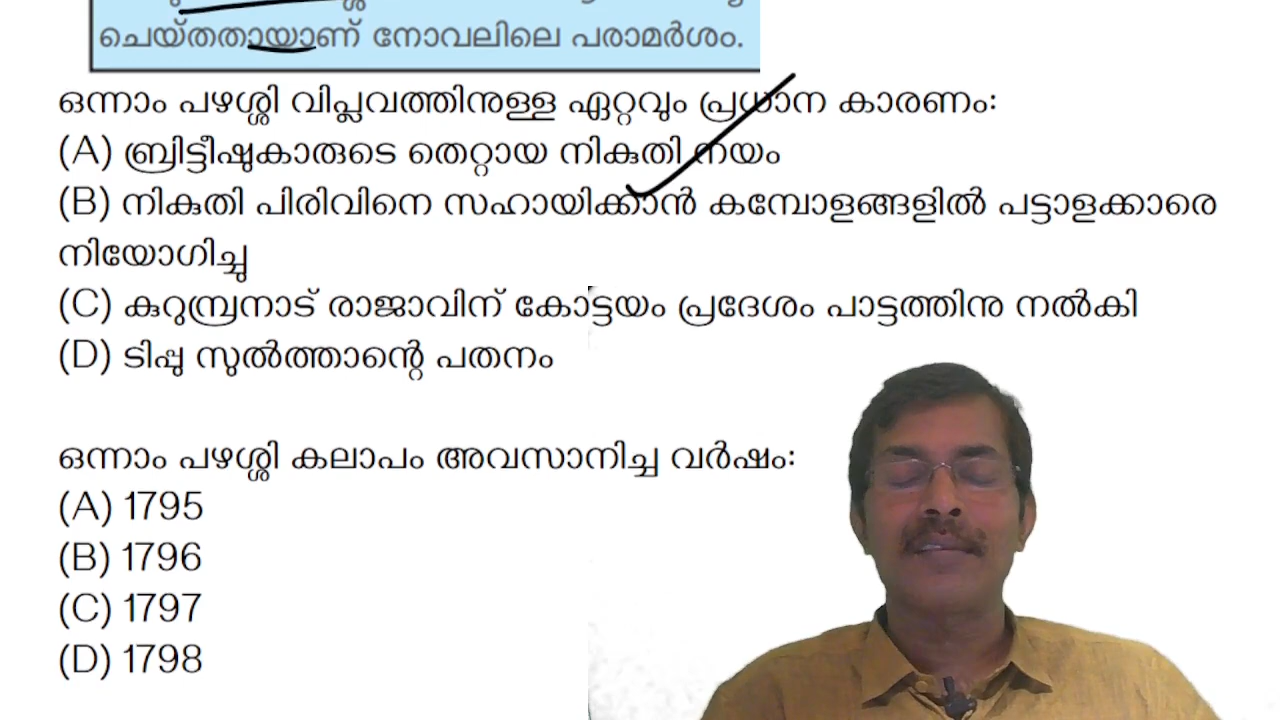 ചെയ്തതായാണ് നോവലിലെ പരാമർശം.
ഒന്നാം പഴശ്ശി വിപ്ലവത്തിനുള്ള ഏറ്റവും പ്രധാന കാരണം:
(A) ബ്രിട്ടീഷുകാരുടെ തെറ്റായ നികുതി നയം
(B) നികുതി പിരിവിനെ സഹായിക്കാൻ കമ്പോളങ്ങളിൽ പട്ടാളക്കാരെ
നിയോഗിച്ചു
(C) കുറുമ്പ്രനാട് രാജാവിന് കോട്ടയം പ്രദേശം പാട്ടത്തിനു നൽകി
(D) ടിപ്പു സുൽത്താന്റെ പതനം
ഒന്നാം പഴശ്ശി കലാപം അവസാനിച്ച വർഷം:
(A) 1795
(B) 1796
(C) 1797
(D) 1798